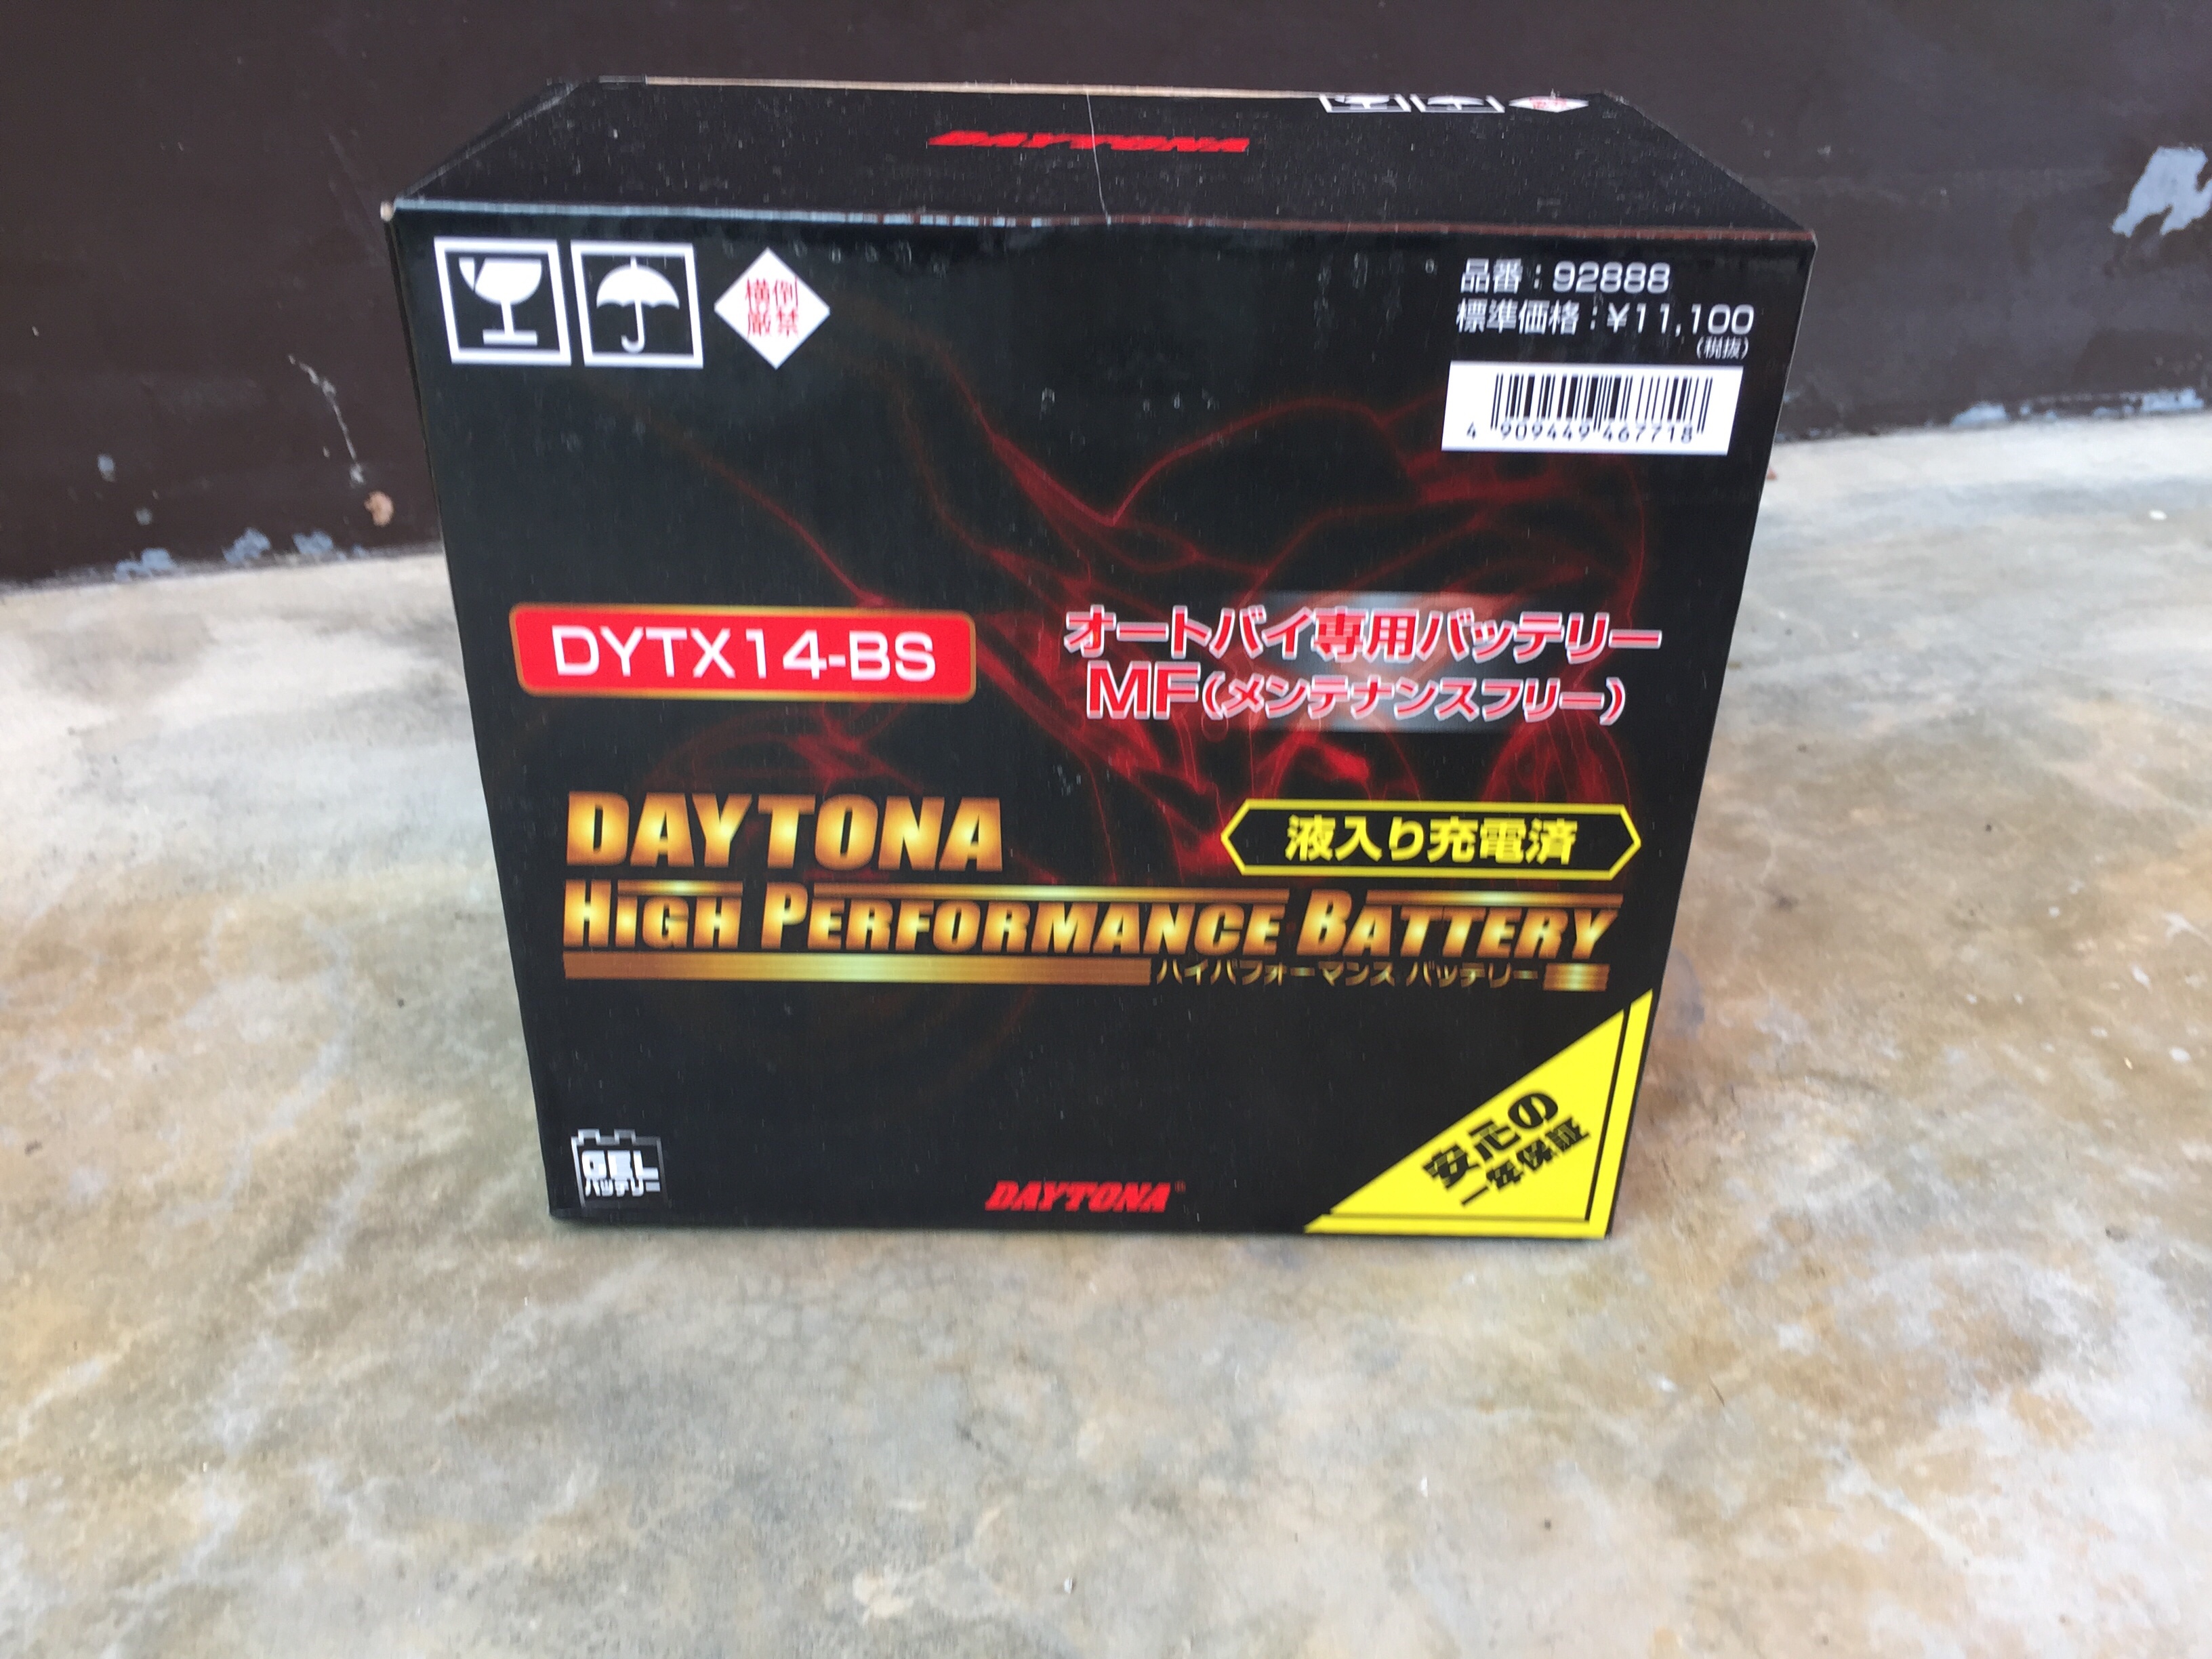 DAYTONA
横倒
厳禁
品番：92888
標準価格：¥11,100
（税抜）
4 909449 467718
DYTX14-BS
オートバイ専用バッテリー
MF（メンテナンスフリー）
DAYTONA
液入り充電済
HIGH PERFORMANCE BATTERY
ハイパフォーマンス バッテリー
安心の
一年保証
GEL
バッテリー
DAYTONA